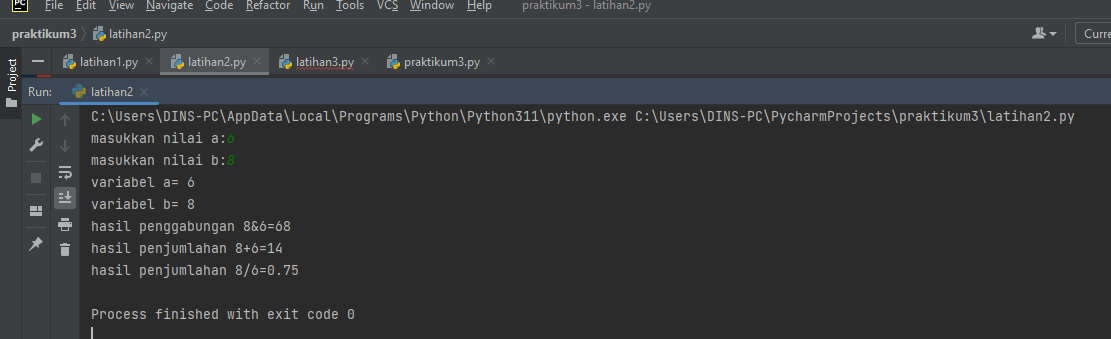 PC File Edit View Navigate Code Refactor Run Tools VCS Window Help praktikum3 - latihan2.py
praktikum3 latihan2.py Curre
Project
latihan1.py latihan2.py latihan3.py praktikum3.py
Run: latihan2
C:\Users\DINS-PC\AppData\Local\Programs\Python\Python311\python.exe C:\Users\DINS-PC\PycharmProjects\praktikum3\latihan2.py
masukkan nilai a:6
masukkan nilai b:8
variabel a= 6
variabel b= 8
hasil penggabungan 8&6=68
hasil penjumlahan 8+6=14
hasil penjumlahan 8/6=0.75
Process finished with exit code 0